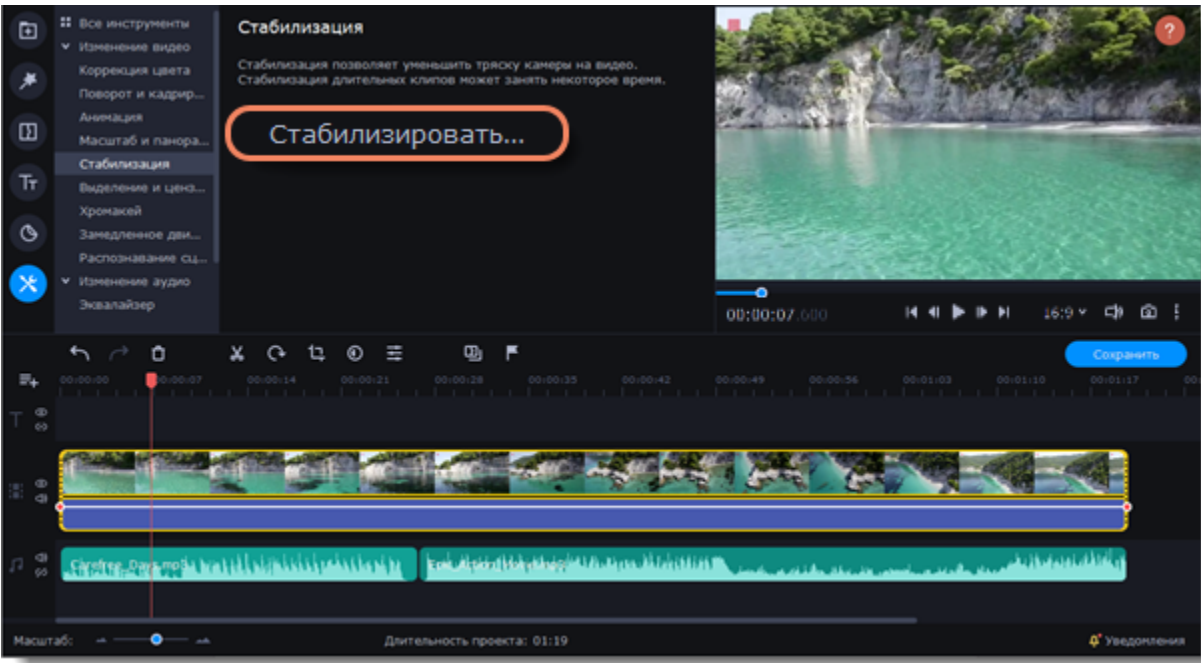 Все инструменты
Изменение видео
Коррекция цвета
Поворот и кадрир...
Анимация
Масштаб и панора...
Стабилизация
Выделение и ценз...
Хромакей
Замедленное дви...
Распознавание сц...
Изменение аудио
Эквалайзер
Стабилизация
Стабилизация позволяет уменьшить тряску камеры на видео.
Стабилизация длительных клипов может занять некоторое время.
Стабилизировать...
?
00:00:07.600
16:9
Сохранить
00:00:00 00:00:07 00:00:14 00:00:21 00:00:28 00:00:35 00:00:42 00:00:49 00:00:56 00:01:03 00:01:10 00:01:17 00:
Carefree_Days.mp3
Масштаб:
Длительность проекта: 01:19
Уведомления